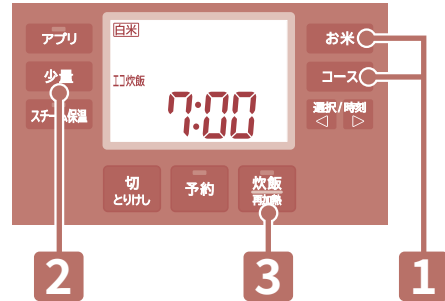 アプリ
少量
スチーム保温
白米
エコ炊飯
7:00
お米
コース
選択/時刻
◁ ▷
切
とりけし
予約
炊飯
再加熱
2
3
1